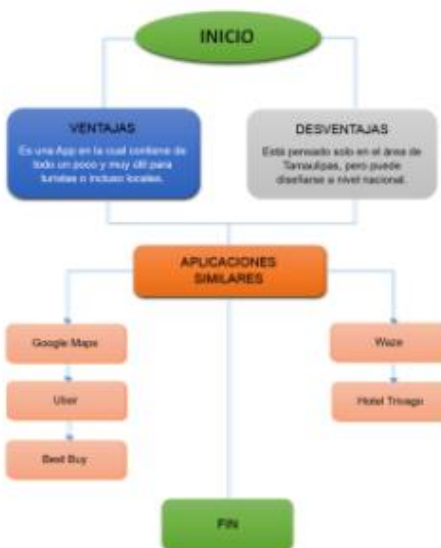 INICIO
VENTAJAS
Es una App en la cual contiene de
todo un poco y muy útil para
turistas o incluso locales.
DESVENTAJAS
Está pensado solo en el área de
Tamaulipas, pero puede
diseñarse a nivel nacional.
APLICACIONES
SIMILARES
Google Maps
Uber
Best Buy
Waze
Hotel Trivago
FIN